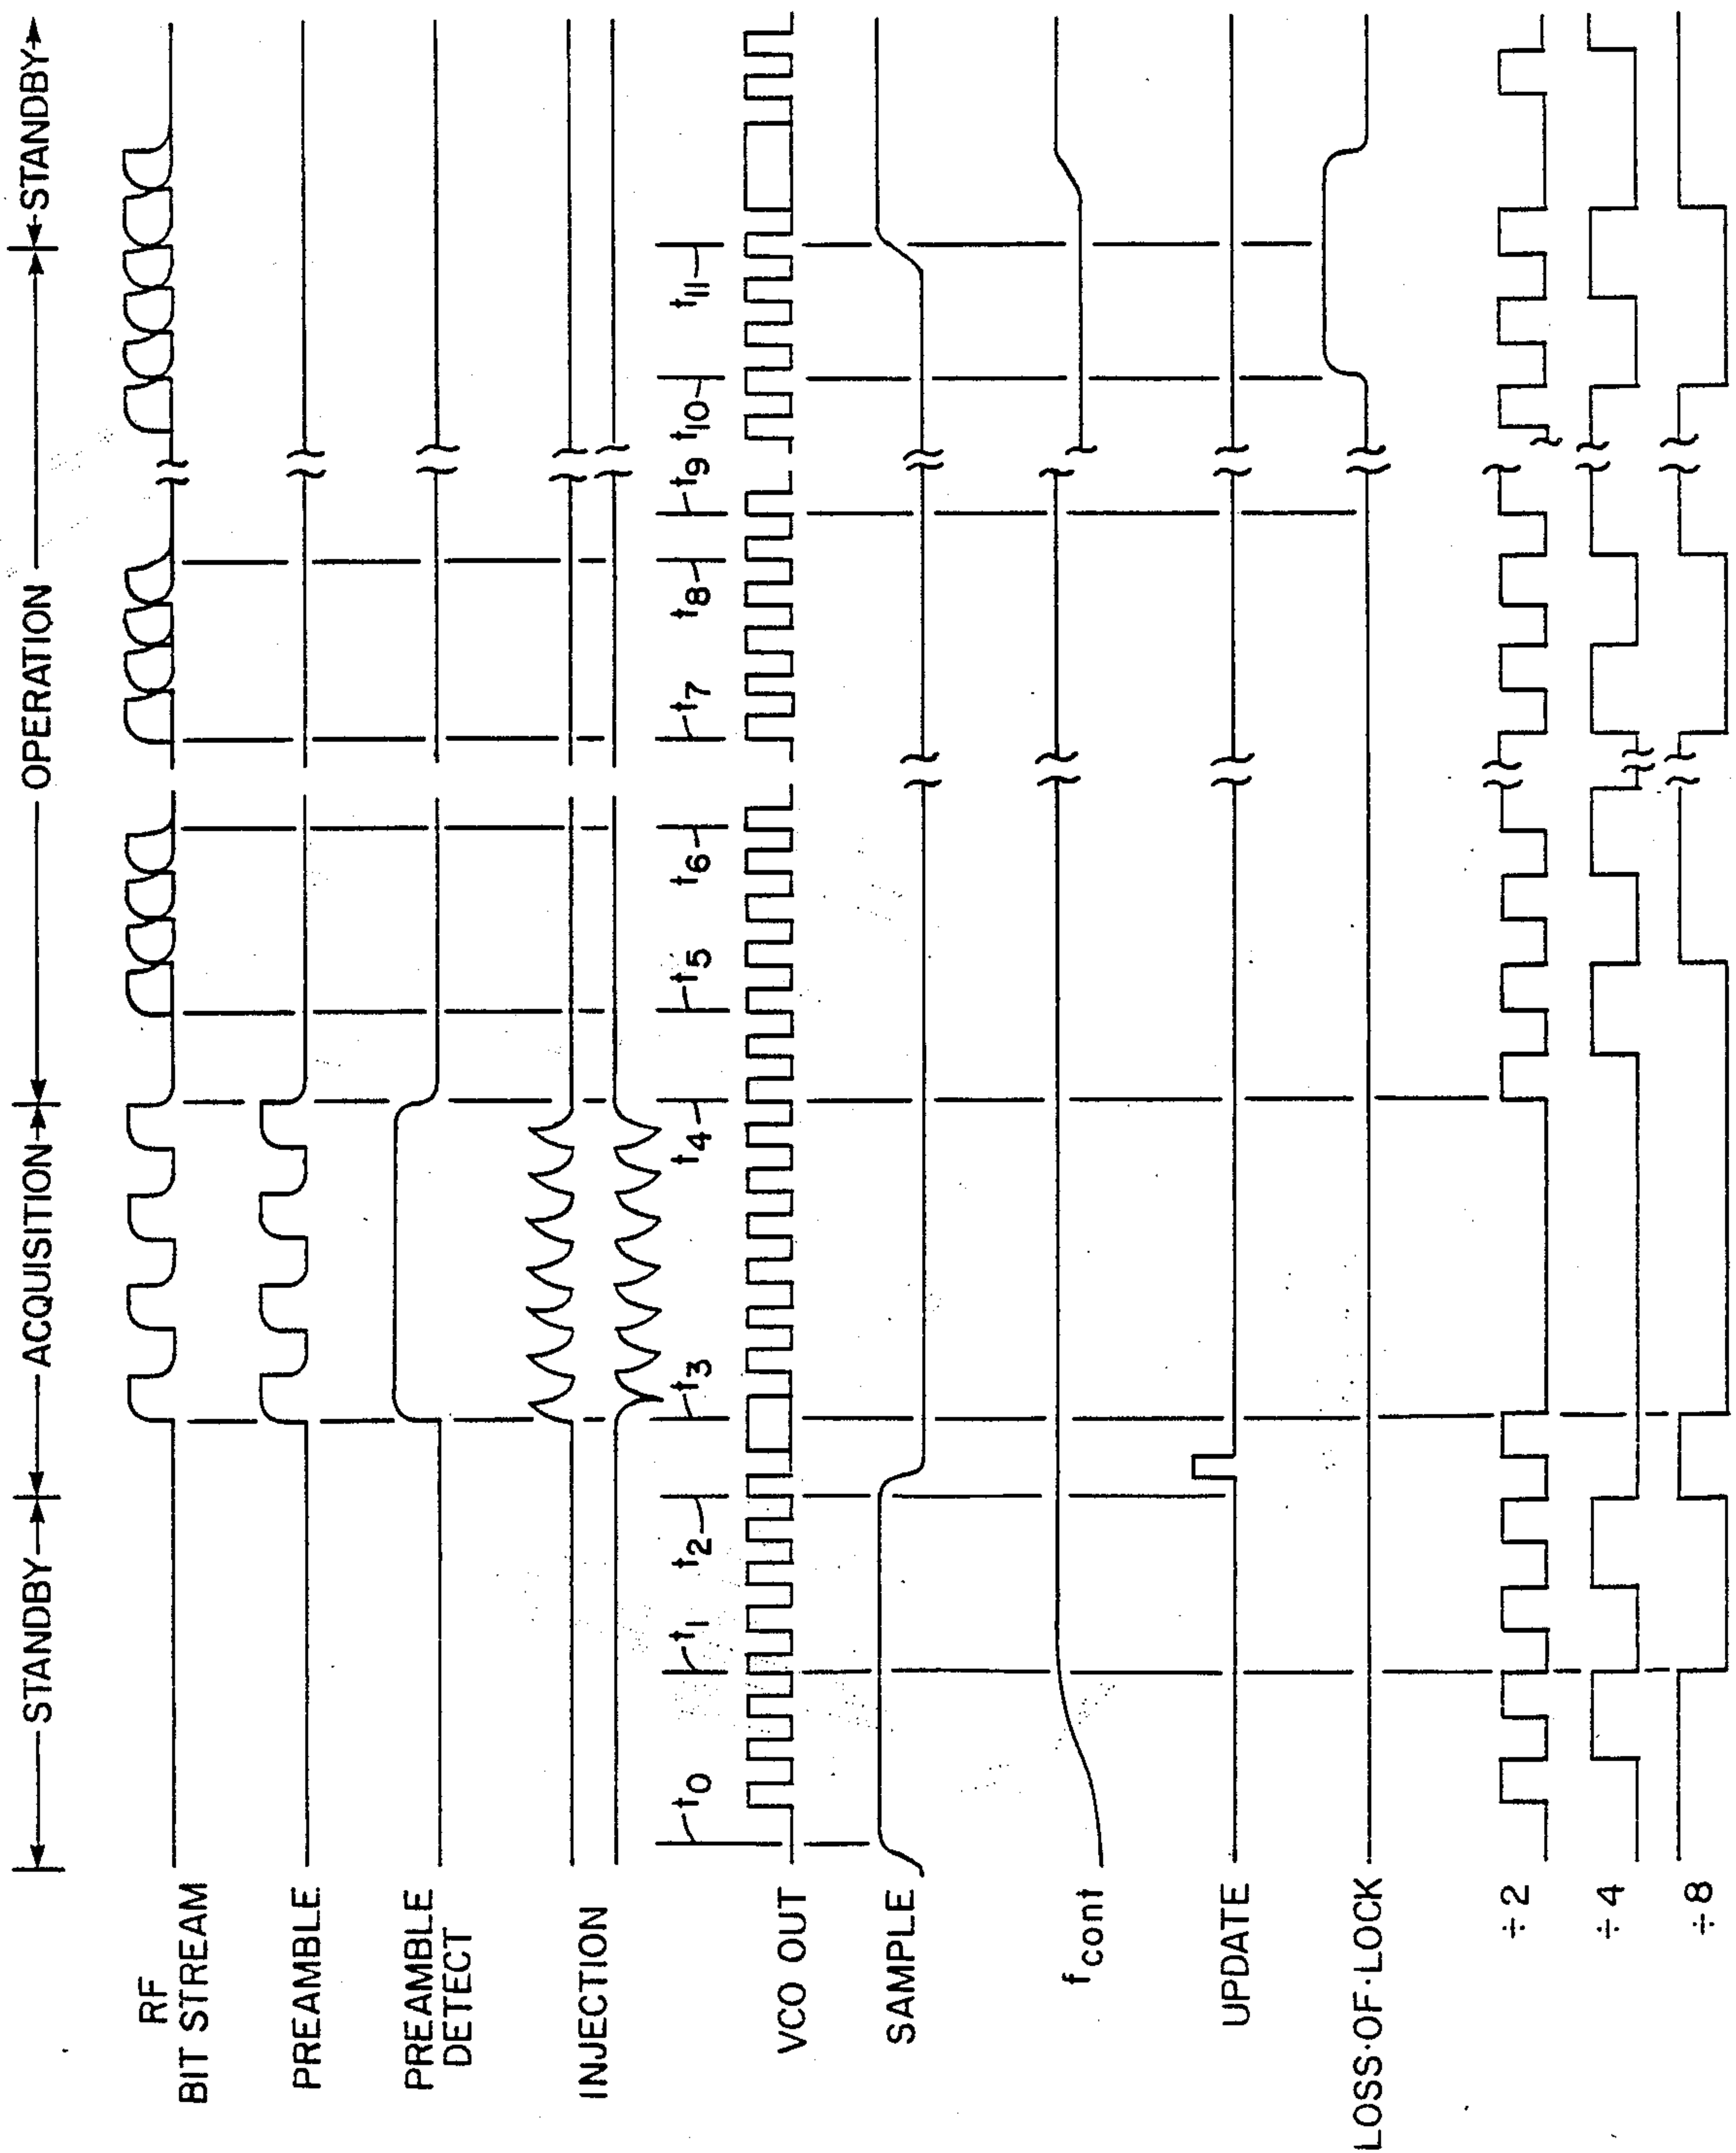 STANDBY
ACQUISITION
OPERATION
STANDBY
RF
BIT STREAM
PREAMBLE
PREAMBLE
DETECT
INJECTION
t0 t1 t2 t3 t4 t5 t6 t7 t8 t9 t10 t11
VCO OUT
SAMPLE
fcont
UPDATE
LOSS·OF·LOCK
÷2
÷4
÷8